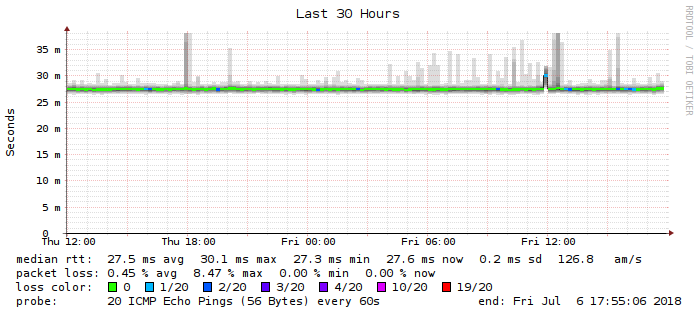 Last 30 Hours
RRDTOOL / TOBI OETIKER
Seconds
35 m
30 m
25 m
20 m
15 m
10 m
5 m
0
Thu 12:00 Thu 18:00 Fri 00:00 Fri 06:00 Fri 12:00
median rtt: 27.5 ms avg 30.1 ms max 27.3 ms min 27.6 ms now 0.2 ms sd 126.8 am/s
packet loss: 0.45 % avg 8.47 % max 0.00 % min 0.00 % now
loss color: 0 1/20 2/20 3/20 4/20 10/20 19/20
probe: 20 ICMP Echo Pings (56 Bytes) every 60s end: Fri Jul 6 17:55:06 2018